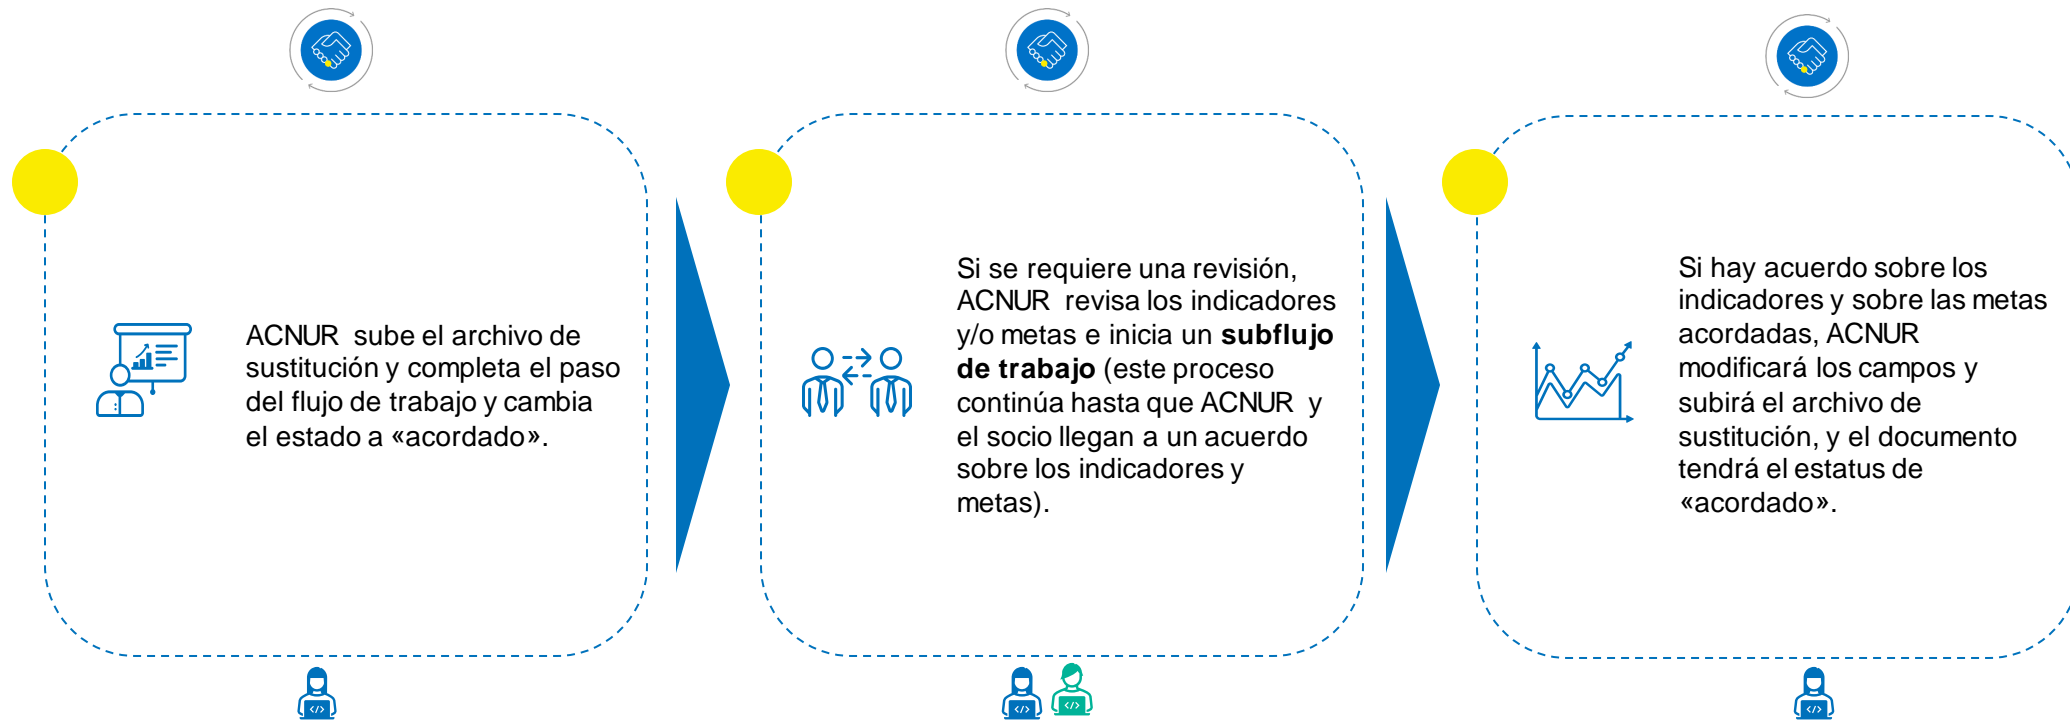 ACNUR sube el archivo de
sustitución y completa el paso
del flujo de trabajo y cambia
el estado a «acordado».
Si se requiere una revisión,
ACNUR revisa los indicadores
y/o metas e inicia un subflujo
de trabajo (este proceso
continúa hasta que ACNUR y
el socio llegan a un acuerdo
sobre los indicadores y
metas).
Si hay acuerdo sobre los
indicadores y sobre las metas
acordadas, ACNUR
modificará los campos y
subirá el archivo de
sustitución, y el documento
tendrá el estatus de
«acordado».